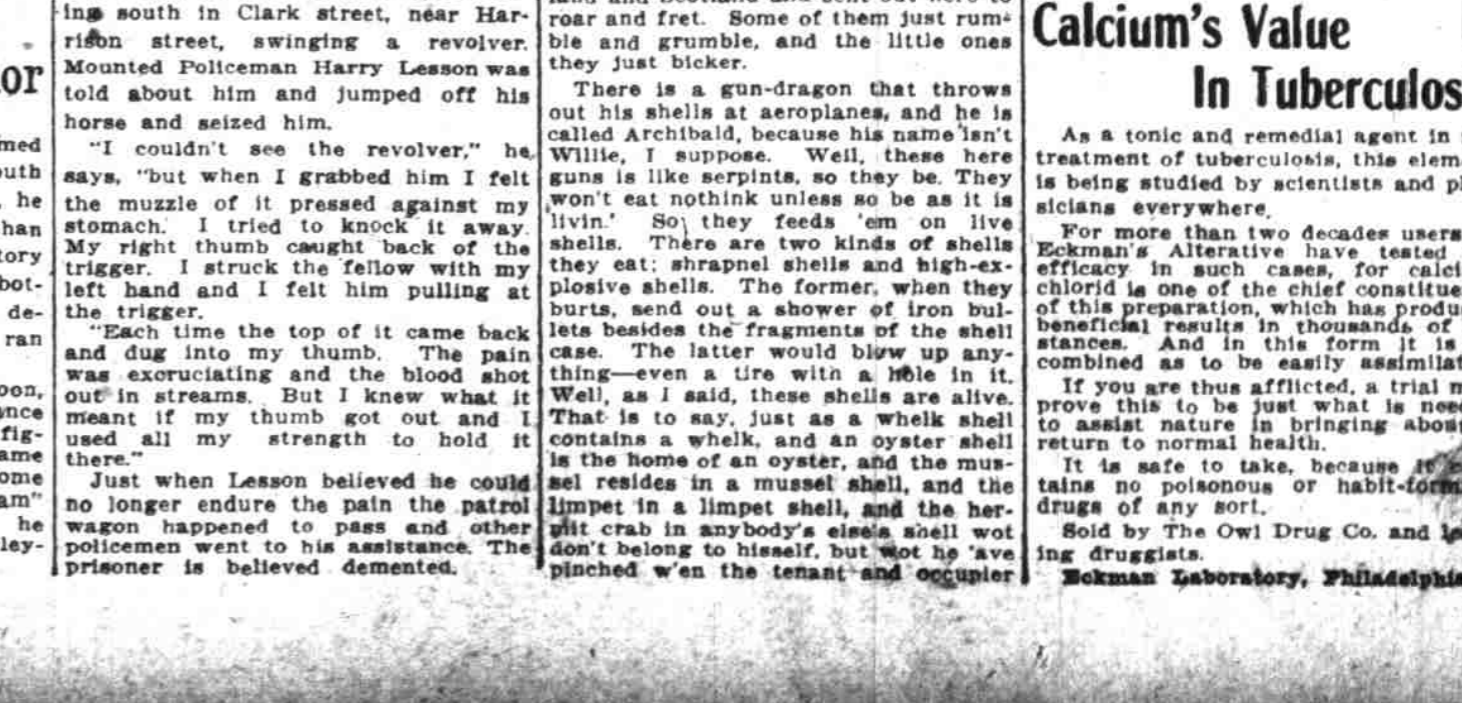 or
med
outh
, he
han
tory
bot-
de-
ran
oen,
fig-
ame
ome
am"
he
ley-
ing south in Clark street, near Har-
rison street, swinging a revolver.
Mounted Policeman Harry Lesson was
told about him and jumped off his
horse and seized him.
"I couldn't see the revolver," he
says, "but when I grabbed him I felt
the muzzle of it pressed against my
stomach. I tried to knock it away.
My right thumb caught back of the
trigger. I struck the fellow with my
left hand and I felt him pulling at
the trigger.
"Each time the top of it came back
and dug into my thumb. The pain
was excruciating and the blood shot
out in streams. But I knew what it
meant if my thumb got out and I
used all my strength to hold it
there."
Just when Lesson believed he could
no longer endure the pain the patrol
wagon happened to pass and other
policemen went to his assistance. The
prisoner is believed demented.
roar and fret. Some of them just rum-
ble and grumble, and the little ones
they just bicker.
There is a gun-dragon that throws
out his shells at aeroplanes, and he is
called Archibald, because his name isn't
Willie, I suppose. Well, these here
guns is like serpints, so they be. They
won't eat nothink unless so be as it is
livin.' So they feeds 'em on live
shells. There are two kinds of shells
they eat: shrapnel shells and high-ex-
plosive shells. The former, when they
burts, send out a shower of iron bul-
lets besides the fragments of the shell
case. The latter would blow up any-
thing—even a tire with a hole in it.
Well, as I said, these shells are alive.
That is to say, just as a whelk shell
contains a whelk, and an oyster shell
is the home of an oyster, and the mus-
sel resides in a mussel shell, and the
limpet in a limpet shell, and the her-
mit crab in anybody's else's shell wot
don't belong to hisself, but wot he 'ave
pinched w'en the tenant and occupier
Calcium's Value
In Tuberculos
As a tonic and remedial agent in
treatment of tuberculosis, this elem
is being studied by scientists and p
sicians everywhere.
For more than two decades users
Eckman's Alterative have tested
efficacy in such cases, for calci
chlorid is one of the chief constitue
of this preparation, which has produ
beneficial results in thousands of
stances. And in this form it is
combined as to be easily assimilat
If you are thus afflicted, a trial m
prove this to be just what is nee
to assist nature in bringing abou
return to normal health.
It is safe to take, because it
tains no poisonous or habit-form
drugs of any sort.
Sold by The Owl Drug Co. and
ing druggists.
Eckman Laboratory, Philadelphia